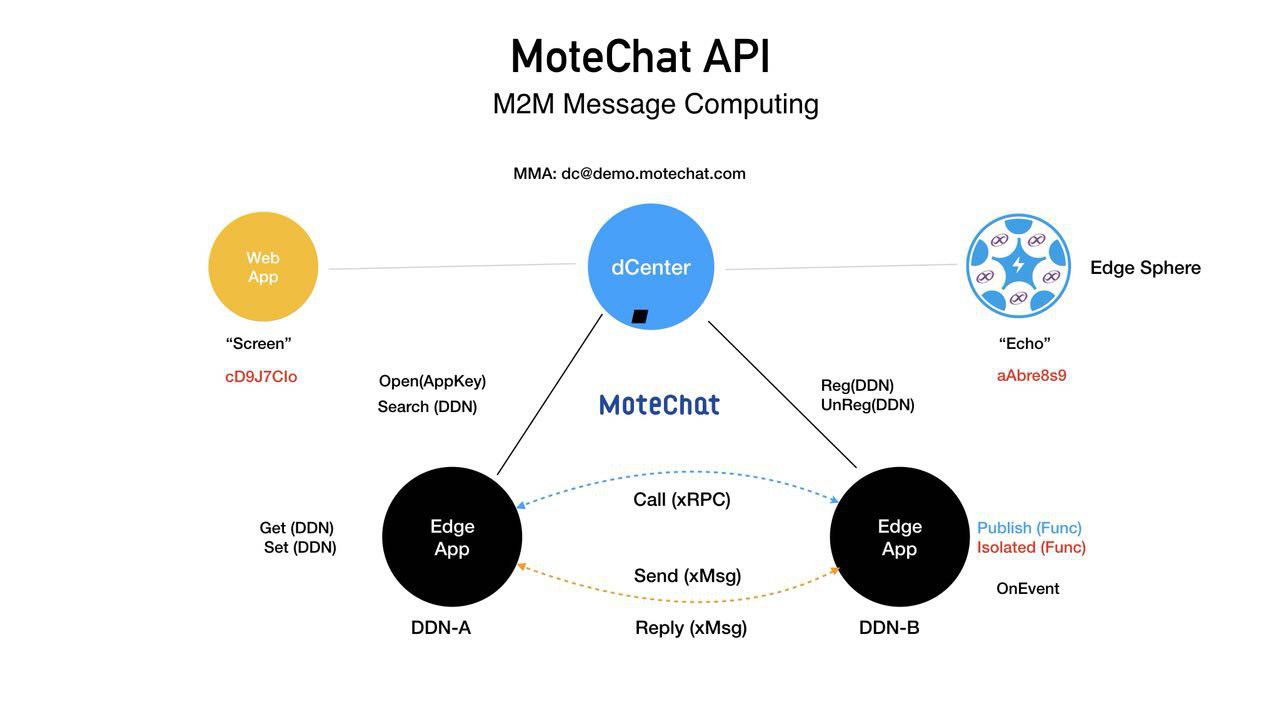 MoteChat API
M2M Message Computing
MMA: dc@demo.motechat.com
Web
App
dCenter
Edge Sphere
“Screen”
“Echo”
cD9J7CIo
aAbre8s9
Open(AppKey)
Search (DDN)
MoteChat
Reg(DDN)
UnReg(DDN)
Call (xRPC)
Get (DDN)
Set (DDN)
Edge
App
Edge
App
Publish (Func)
Isolated (Func)
Send (xMsg)
OnEvent
DDN-A
Reply (xMsg)
DDN-B